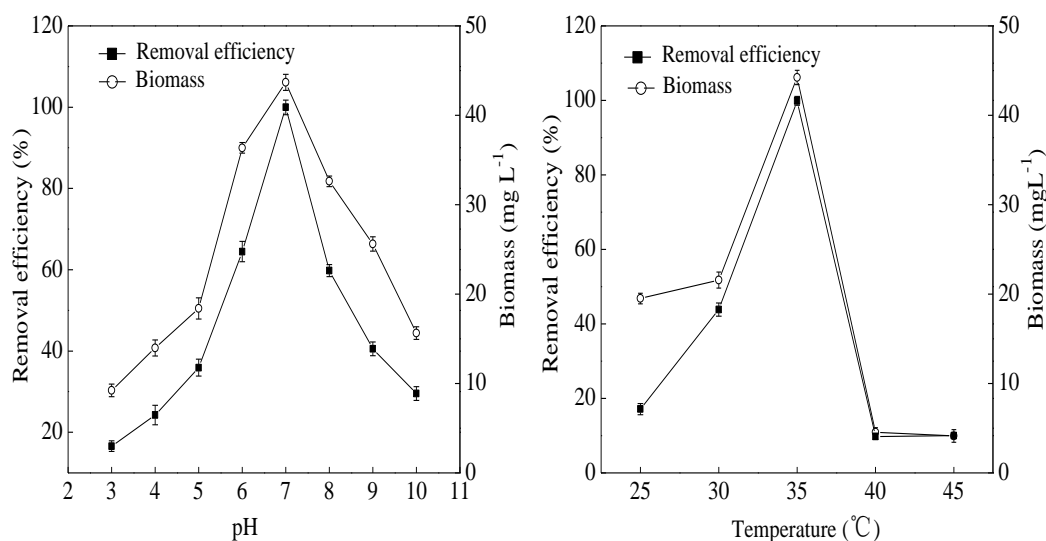 120
100
80
60
40
20
Removal efficiency (%)
Removal efficiency
Biomass
50
40
30
20
10
0
Biomass (mg L-1)
2 3 4 5 6 7 8 9 10 11
pH
120
100
80
60
40
20
0
Removal efficiency (%)
Removal efficiency
Biomass
50
40
30
20
10
0
Biomass (mgL-1)
25 30 35 40 45
Temperature (℃)